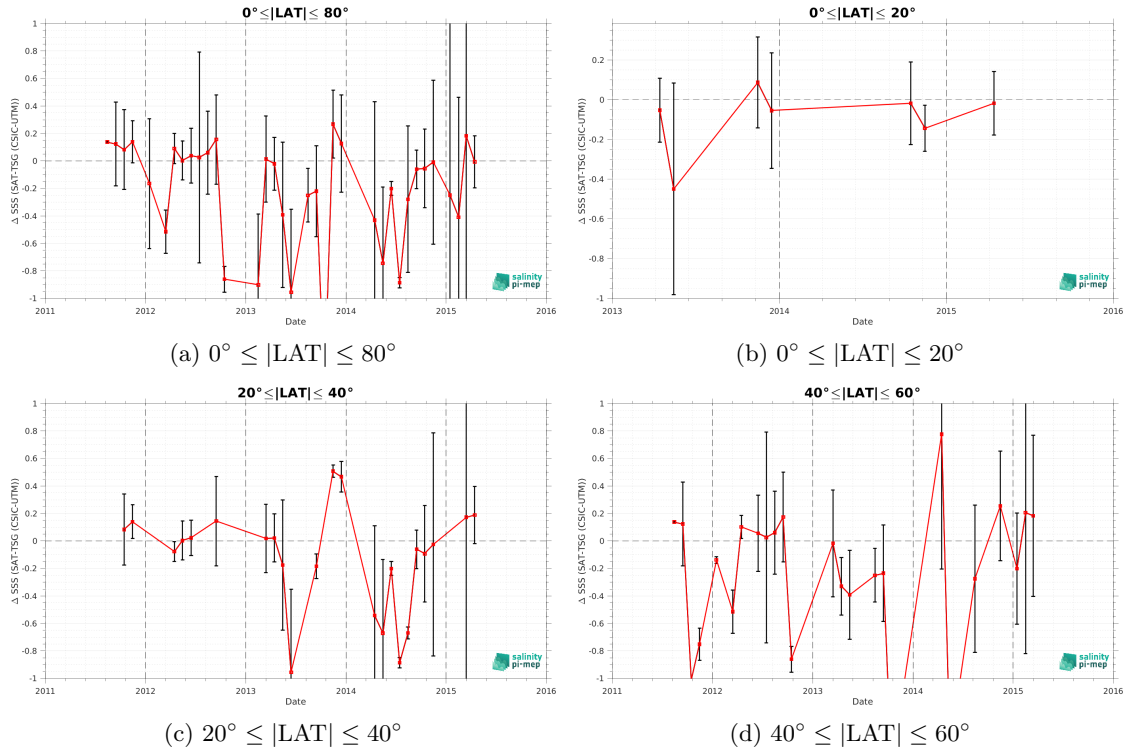 0°≤|LAT|≤ 80°
1
0.8
0.6
0.4
0.2
0
-0.2
-0.4
-0.6
-0.8
-1
Δ SSS (SAT-TSG (CSIC-UTM))
2011 2012 2013 2014 2015 2016
Date
salinity
pi-mep
(a) 0° ≤ |LAT| ≤ 80°
0°≤|LAT|≤ 20°
0.2
0
-0.2
-0.4
-0.6
-0.8
-1
Δ SSS (SAT-TSG (CSIC-UTM))
2013 2014 2015 2016
Date
salinity
pi-mep
(b) 0° ≤ |LAT| ≤ 20°
20°≤|LAT|≤ 40°
1
0.8
0.6
0.4
0.2
0
-0.2
-0.4
-0.6
-0.8
-1
Δ SSS (SAT-TSG (CSIC-UTM))
2011 2012 2013 2014 2015 2016
Date
salinity
pi-mep
(c) 20° ≤ |LAT| ≤ 40°
40°≤|LAT|≤ 60°
1
0.8
0.6
0.4
0.2
0
-0.2
-0.4
-0.6
-0.8
-1
Δ SSS (SAT-TSG (CSIC-UTM))
2011 2012 2013 2014 2015 2016
Date
salinity
pi-mep
(d) 40° ≤ |LAT| ≤ 60°